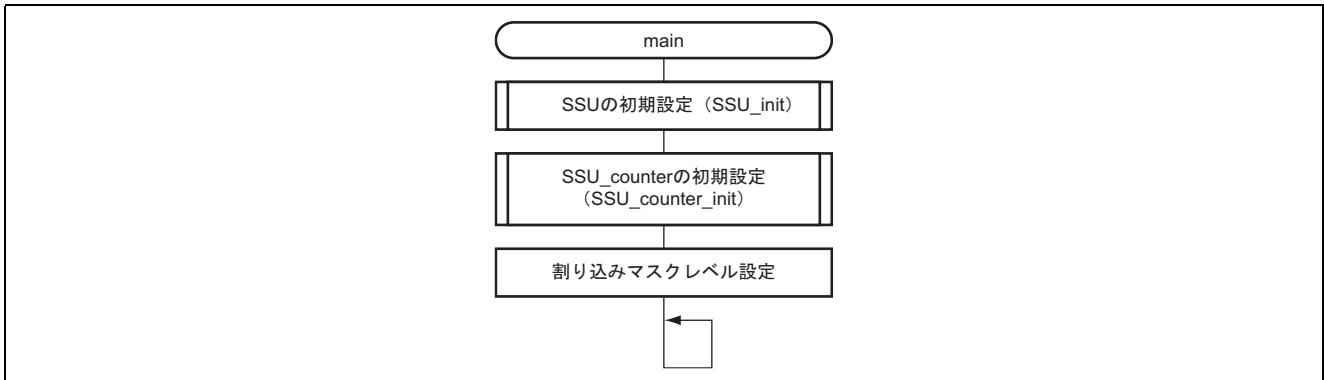 main
SSUの初期設定（SSU_init）
SSU_counterの初期設定
（SSU_counter_init）
割り込みマスクレベル設定